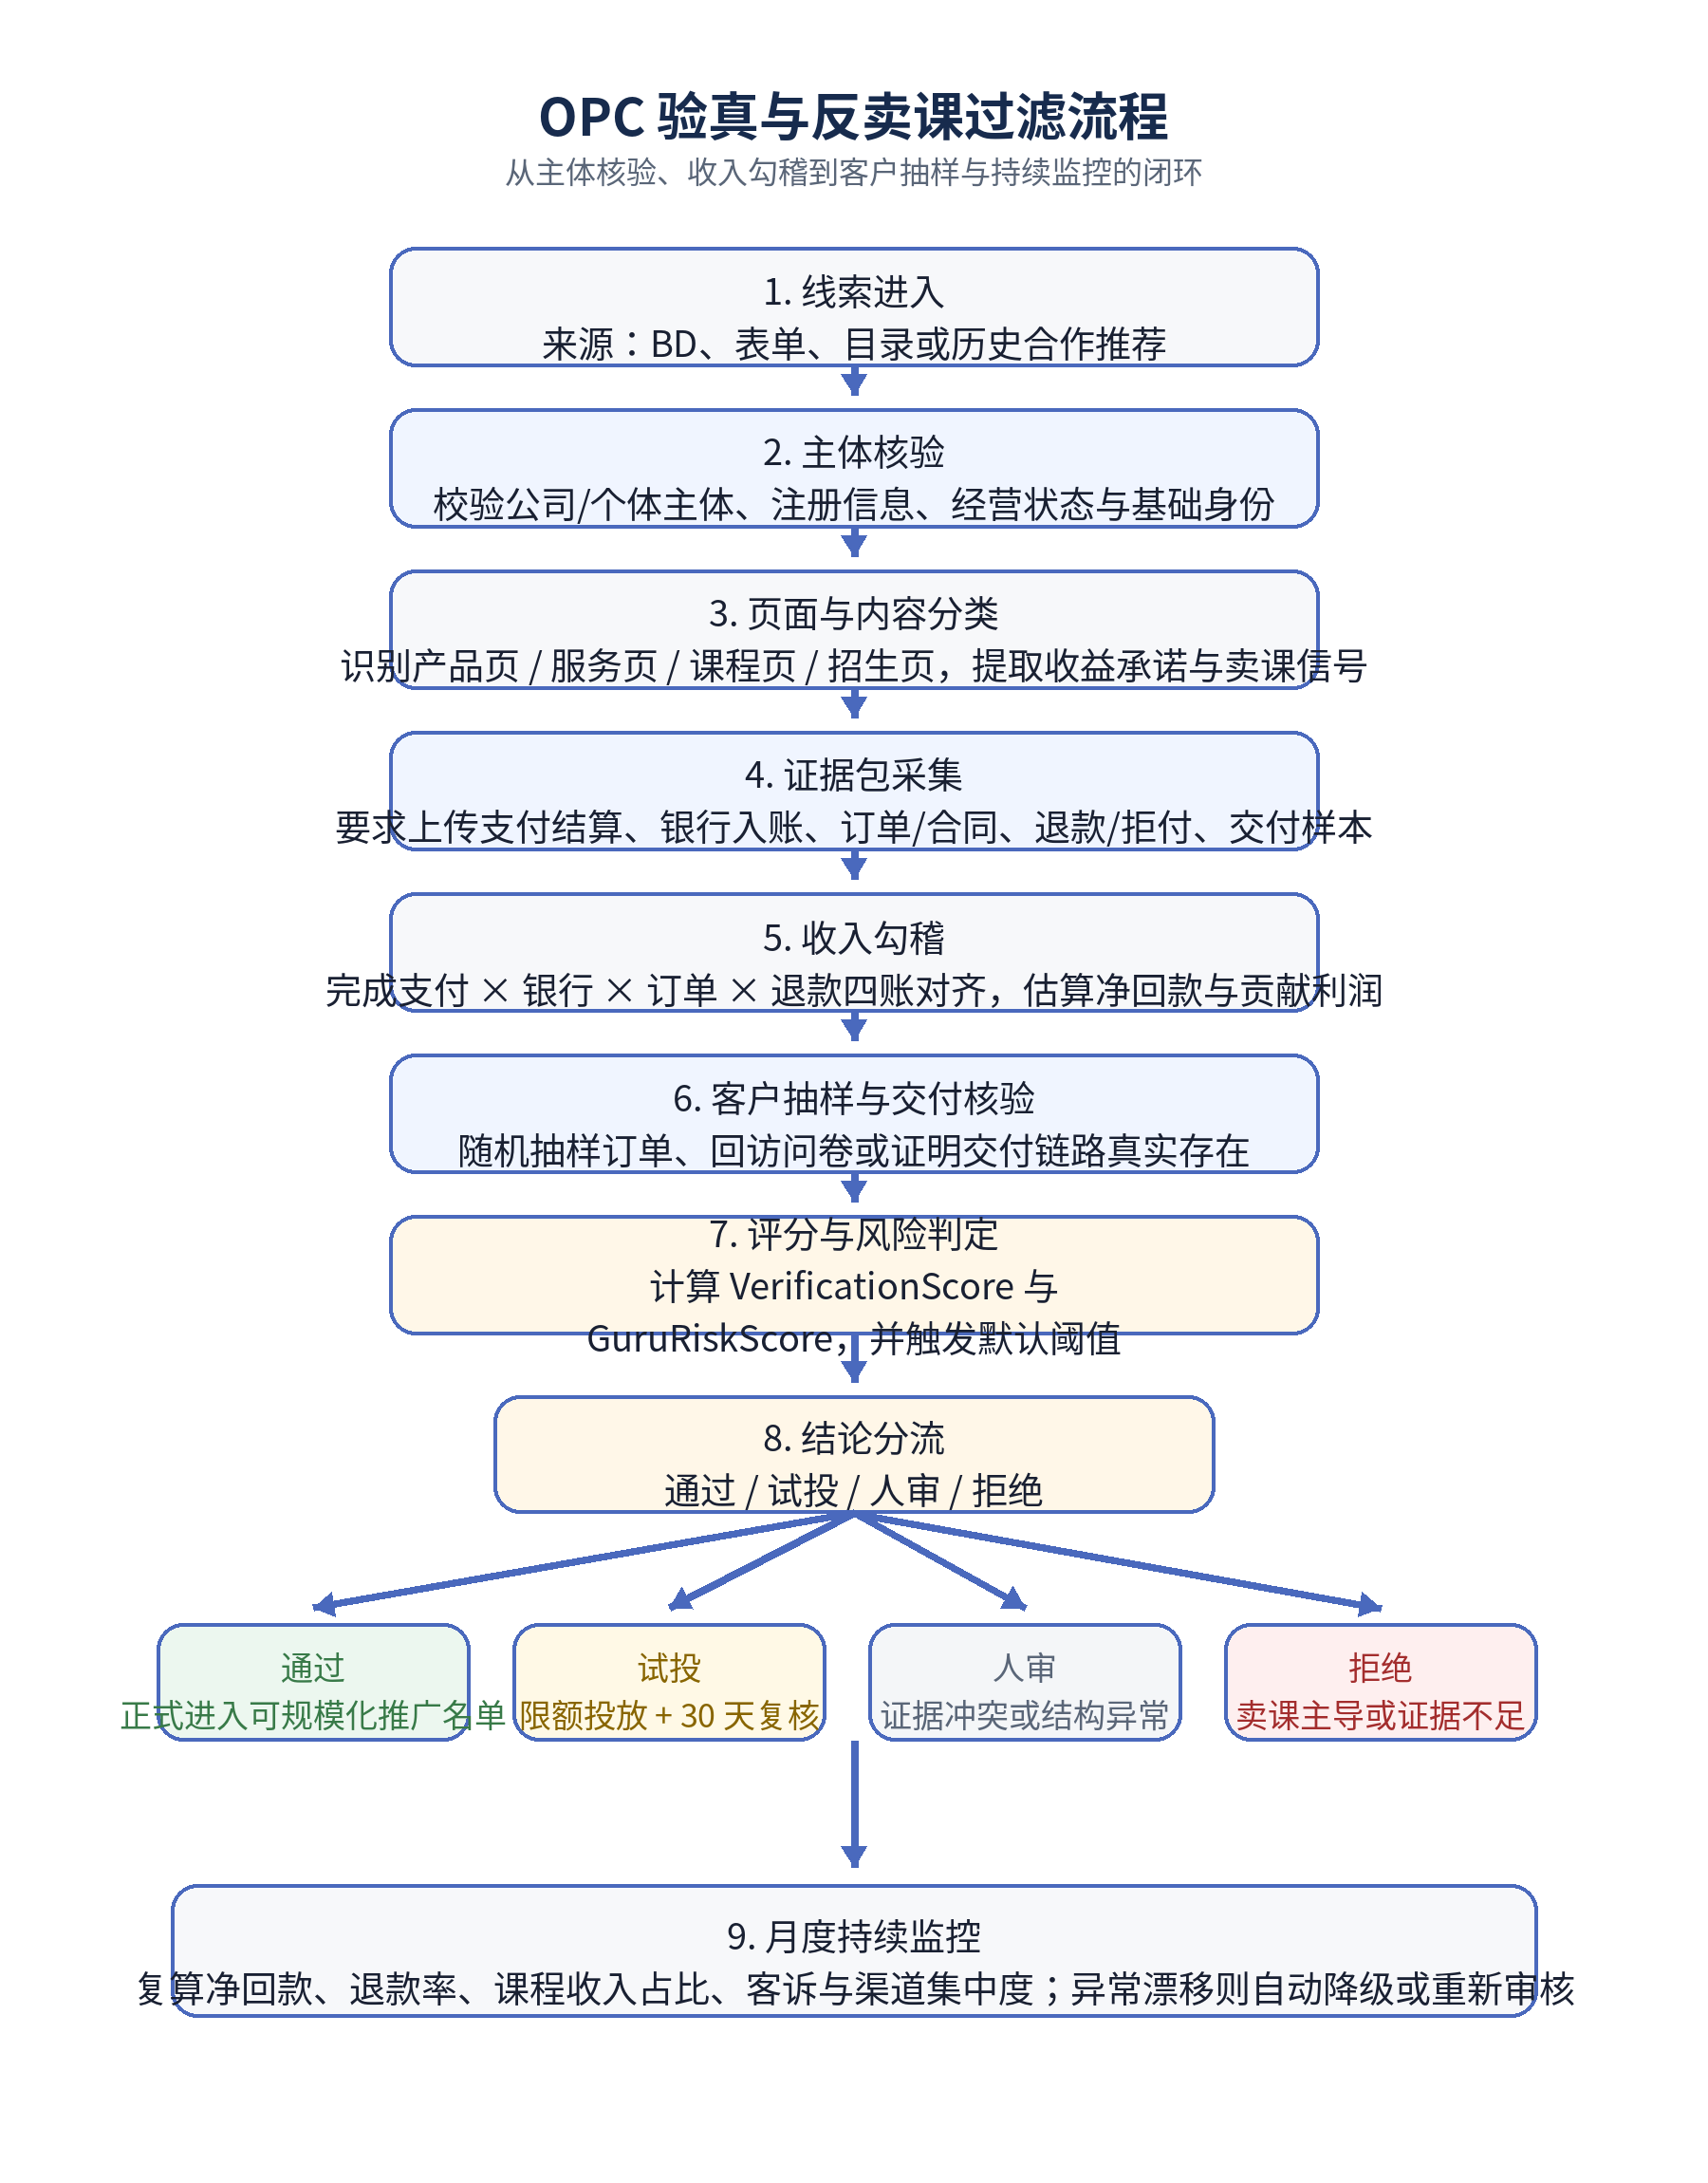 OPC 验真与反卖课过滤流程
从主体核验、收入勾稽到客户抽样与持续监控的闭环
1. 线索进入
来源：BD、表单、目录或历史合作推荐
2. 主体核验
校验公司/个体主体、注册信息、经营状态与基础身份
3. 页面与内容分类
识别产品页 / 服务页 / 课程页 / 招生页，提取收益承诺与卖课信号
4. 证据包采集
要求上传支付结算、银行入账、订单/合同、退款/拒付、交付样本
5. 收入勾稽
完成支付 × 银行 × 订单 × 退款四账对齐，估算净回款与贡献利润
6. 客户抽样与交付核验
随机抽样订单、回访问卷或证明交付链路真实存在
7. 评分与风险判定
计算 VerificationScore 与
GuruRiskScore，并触发默认阈值
8. 结论分流
通过 / 试投 / 人审 / 拒绝
通过
正式进入可规模化推广名单
试投
限额投放 + 30 天复核
人审
证据冲突或结构异常
拒绝
卖课主导或证据不足
9. 月度持续监控
复算净回款、退款率、课程收入占比、客诉与渠道集中度；异常漂移则自动降级或重新审核